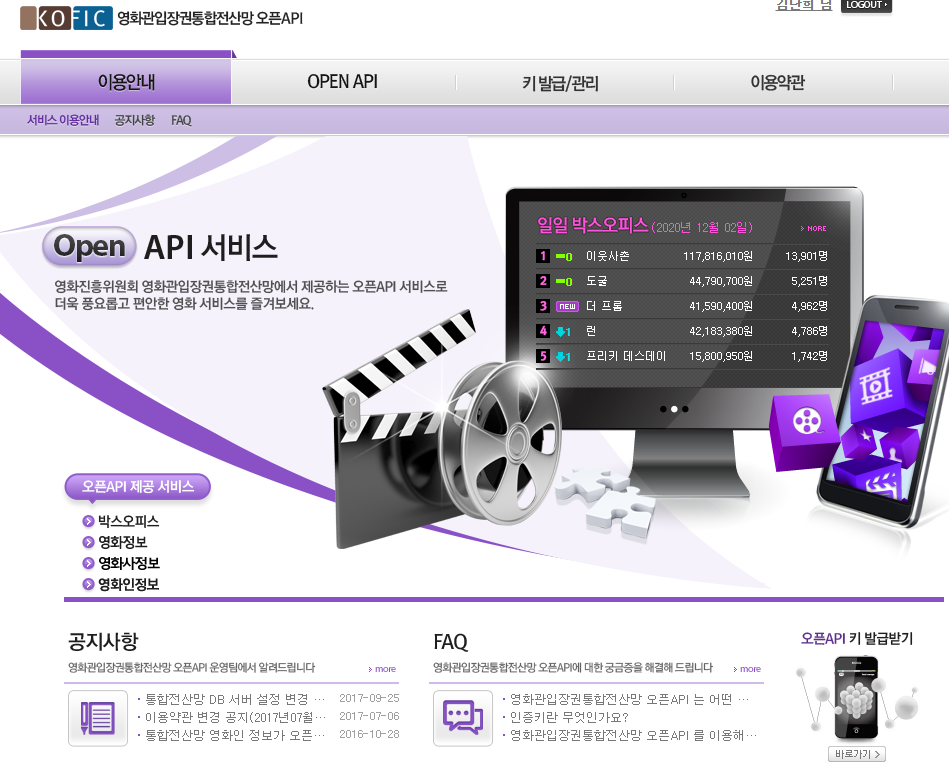 김난희 님 LOGOUT
KOFIC 영화관입장권통합전산망 오픈API
이용안내 OPEN API 키 발급/관리 이용약관
서비스 이용안내 공지사항 FAQ
Open API 서비스
영화진흥위원회 영화관입장권통합전산망에서 제공하는 오픈API 서비스로
더욱 풍요롭고 편안한 영화 서비스를 즐겨보세요.
일일 박스오피스 (2020년 12월 02일) MORE
1 0 이웃사촌 117,816,010원 13,901명
2 0 도굴 44,790,700원 5,251명
3 NEW 더 프롬 41,590,400원 4,962명
4 1 런 42,183,380원 4,786명
5 1 프리키 데스데이 15,800,950원 1,742명
오픈API 제공 서비스
박스오피스
영화정보
영화사정보
영화인정보
공지사항
영화관입장권통합전산망 오픈API 운영팀에서 알려드립니다 more
· 통합전산망 DB 서버 설정 변경 … 2017-09-25
· 이용약관 변경 공지(2017년07월… 2017-07-06
· 통합전산망 영화인 정보가 오픈… 2016-10-28
FAQ
영화관입장권통합전산망 오픈API에 대한 궁금증을 해결해 드립니다 more
· 영화관입장권통합전산망 오픈API 는 어떤 …
· 인증키란 무엇인가요?
· 영화관입장권통합전산망 오픈API 를 이용해…
오픈API 키 발급받기
바로가기